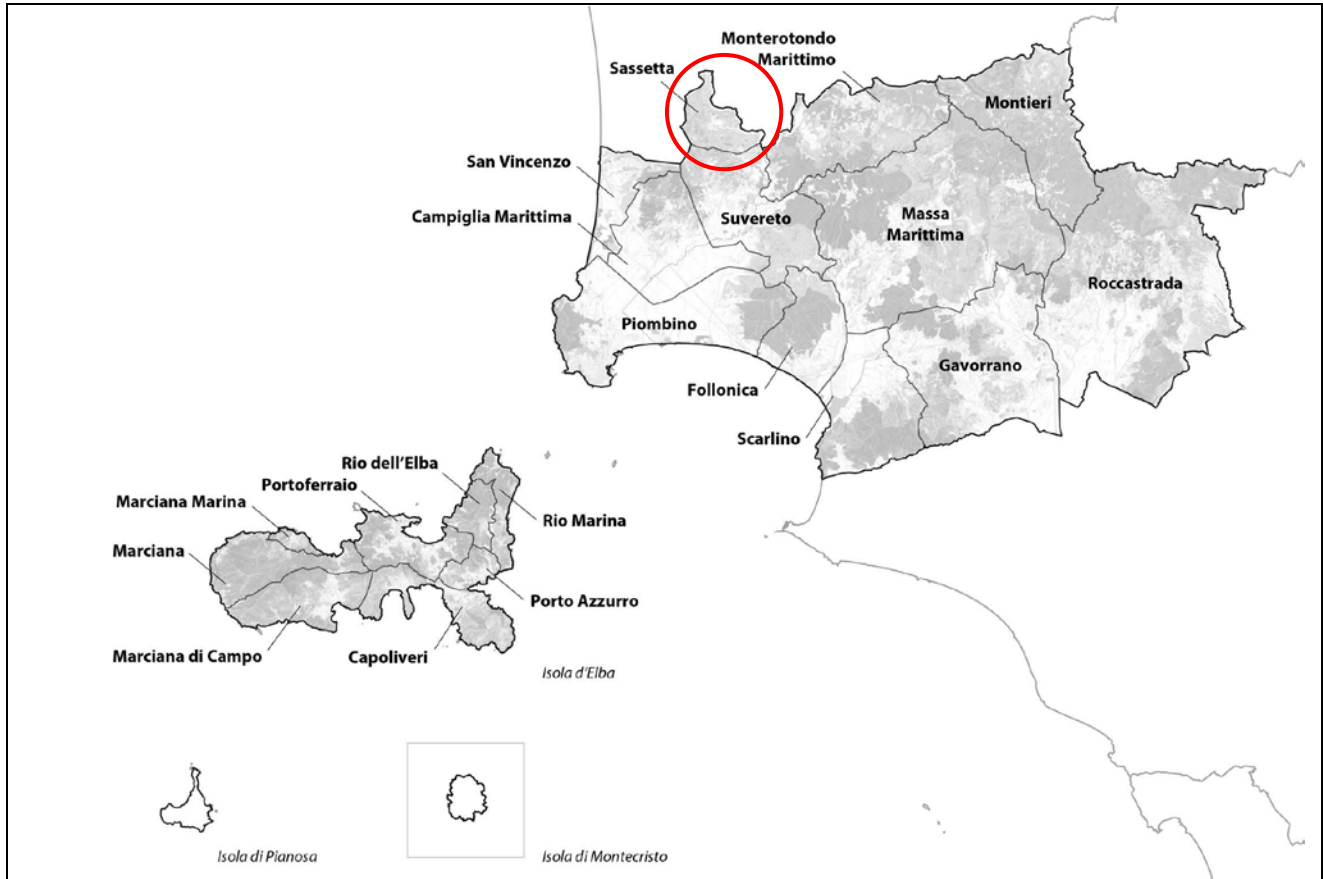 Monterotondo
Marittimo
Sassetta
Montieri
San Vincenzo
Campiglia Marittima
Suvereto
Massa
Marittima
Roccastrada
Piombino
Gavorrano
Follonica
Scarlino
Rio dell'Elba
Portoferraio
Marciana Marina
Rio Marina
Marciana
Porto Azzurro
Marciana di Campo
Capoliveri
Isola d'Elba
Isola di Pianosa
Isola di Montecristo